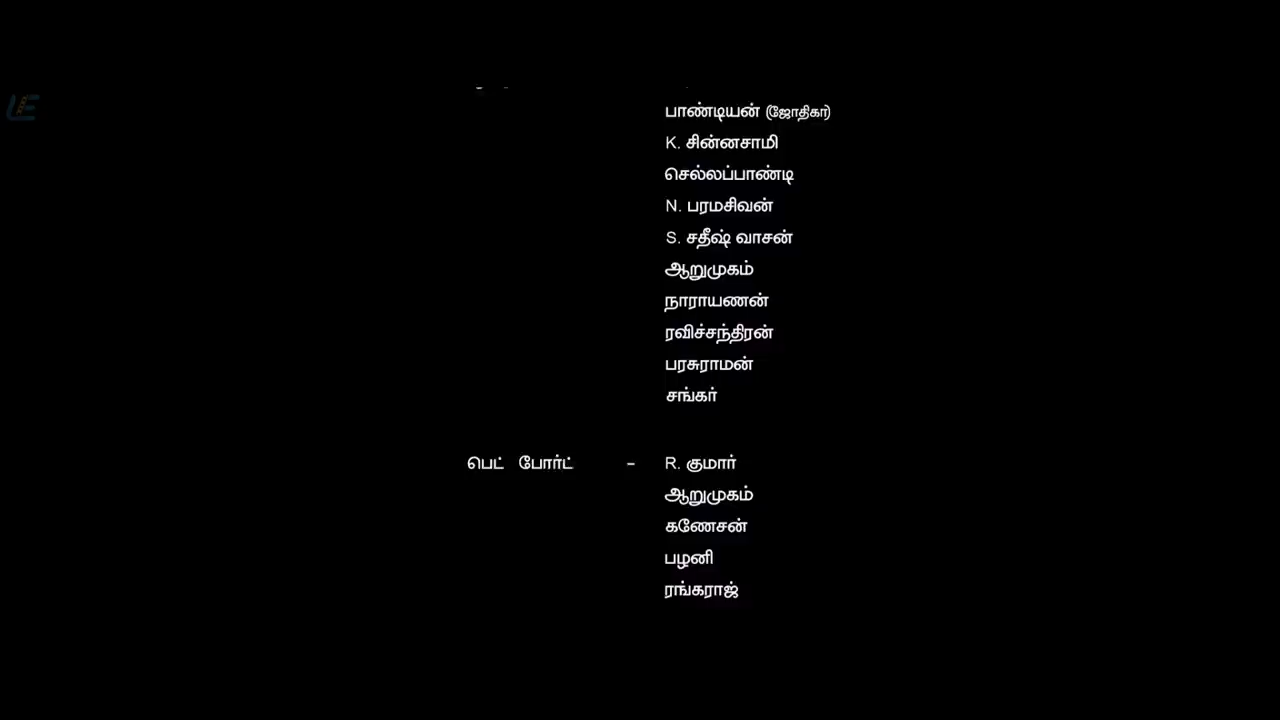 பாண்டியன் (ஜோதிகா)
K. சின்னசாமி
செல்லப்பாண்டி
N. பரமசிவன்
S. சதீஷ் வாசன்
ஆறுமுகம்
நாராயணன்
ரவிச்சந்திரன்
பரசுராமன்
சங்கர்
பெட் போர்ட் – R. குமார்
ஆறுமுகம்
கணேசன்
பழனி
ரங்கராஜ்